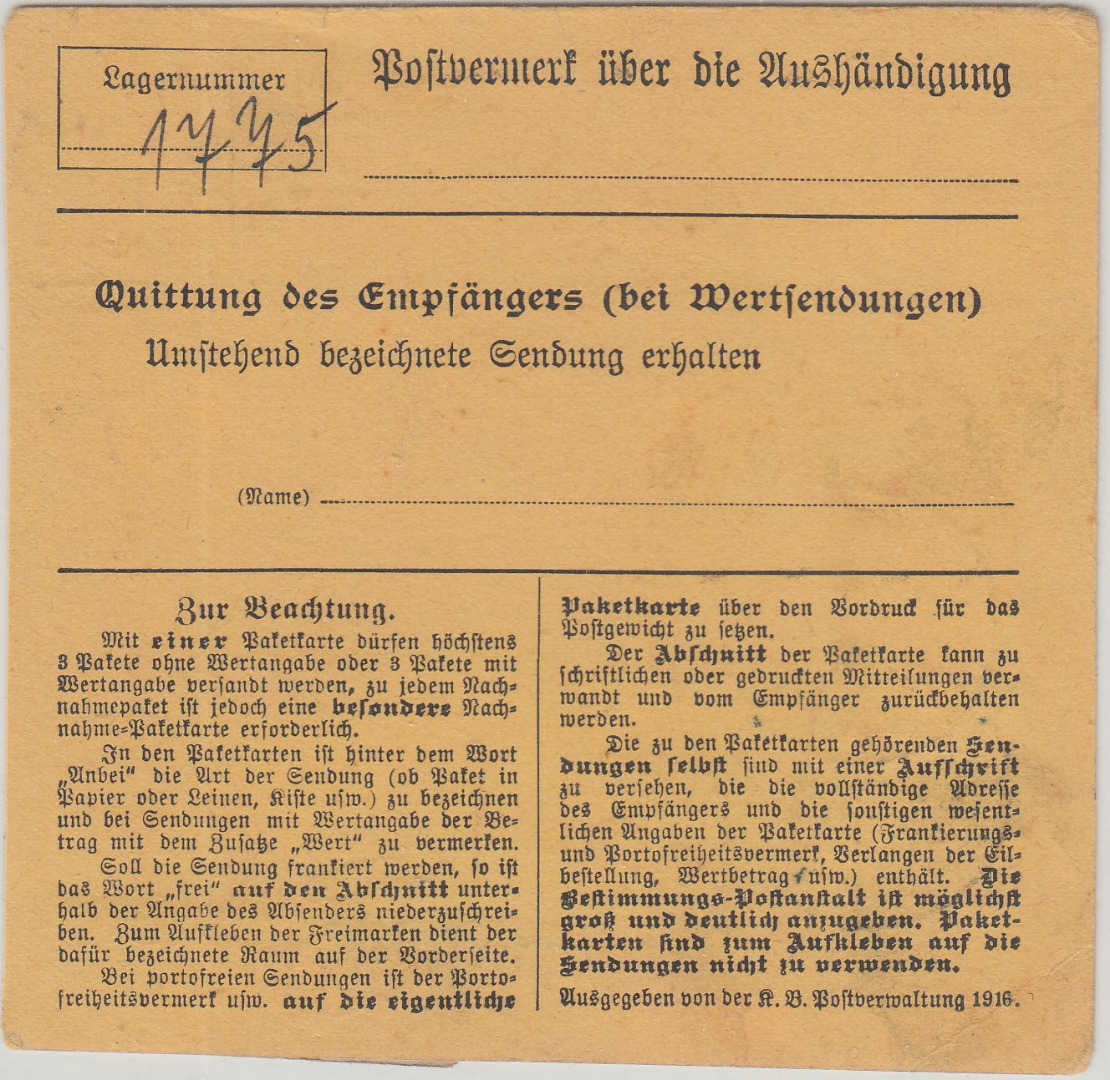 Lagernummer
1775
Postvermerk über die Aushändigung
Quittung des Empfängers (bei Wertsendungen)
Umstehend bezeichnete Sendung erhalten
(Name)
Zur Beachtung.
Mit einer Paketkarte dürfen höchstens
3 Pakete ohne Wertangabe oder 3 Pakete mit
Wertangabe versandt werden, zu jedem Nach-
nahmepaket ist jedoch eine besondere Nach-
nahme-Paketkarte erforderlich.
In den Paketkarten ist hinter dem Wort
„Anbei“ die Art der Sendung (ob Paket in
Papier oder Leinen, Kiste usw.) zu bezeichnen
und bei Sendungen mit Wertangabe der Be-
trag mit dem Zusatze „Wert“ zu vermerken.
Soll die Sendung frankiert werden, so ist
das Wort „frei“ auf den Abschnitt unter-
halb der Angabe des Absenders niederzuschrei-
ben. Zum Aufkleben der Freimarken dient der
dafür bezeichnete Raum auf der Vorderseite.
Bei portofreien Sendungen ist der Porto-
freiheitsvermerk usw. auf die eigentliche
Paketkarte über den Vordruck für das
Postgewicht zu setzen.
Der Abschnitt der Paketkarte kann zu
schriftlichen oder gedruckten Mitteilungen ver-
wandt und vom Empfänger zurückbehalten
werden.
Die zu den Paketkarten gehörenden Sen-
dungen selbst sind mit einer Aufschrift
zu versehen, die die vollständige Adresse
des Empfängers und die sonstigen wesent-
lichen Angaben der Paketkarte (Frankierungs-
und Portofreiheitsvermerk, Verlangen der Eil-
bestellung, Wertbetrag usw.) enthält. Die
Bestimmungs-Postanstalt ist möglichst
groß und deutlich anzugeben. Paket-
karten sind zum Aufkleben auf die
Sendungen nicht zu verwenden.
Ausgegeben von der K. B. Postverwaltung 1916.